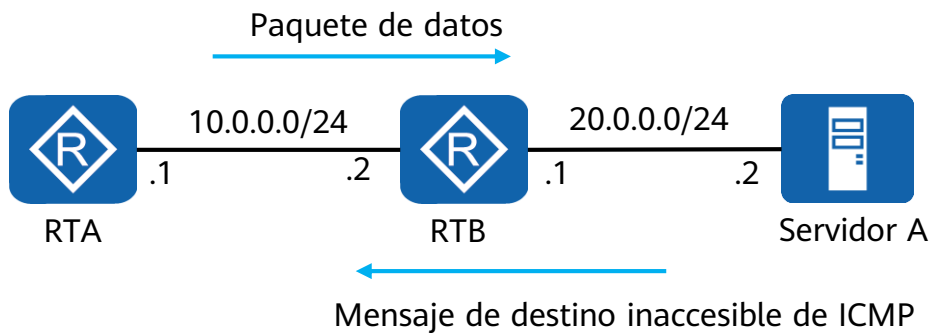 Paquete de datos
10.0.0.0/24
20.0.0.0/24
R
R
.1
.2
.1
.2
RTA
RTB
Servidor A
Mensaje de destino inaccesible de ICMP